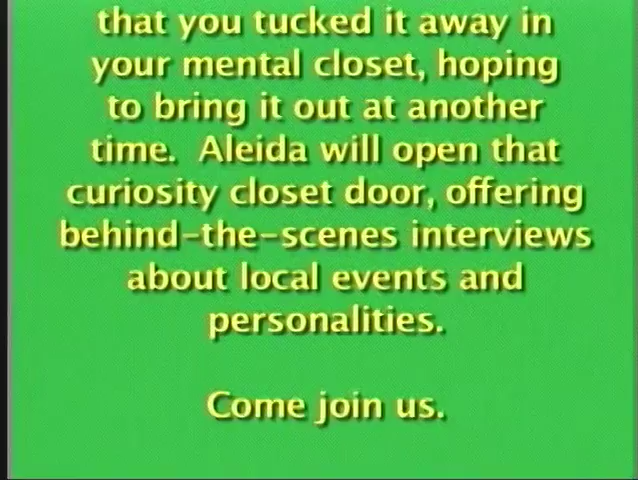 that you tucked it away in
your mental closet, hoping
to bring it out at another
time.  Aleida will open that
curiosity closet door, offering
behind-the-scenes interviews
about local events and
personalities.
Come join us.